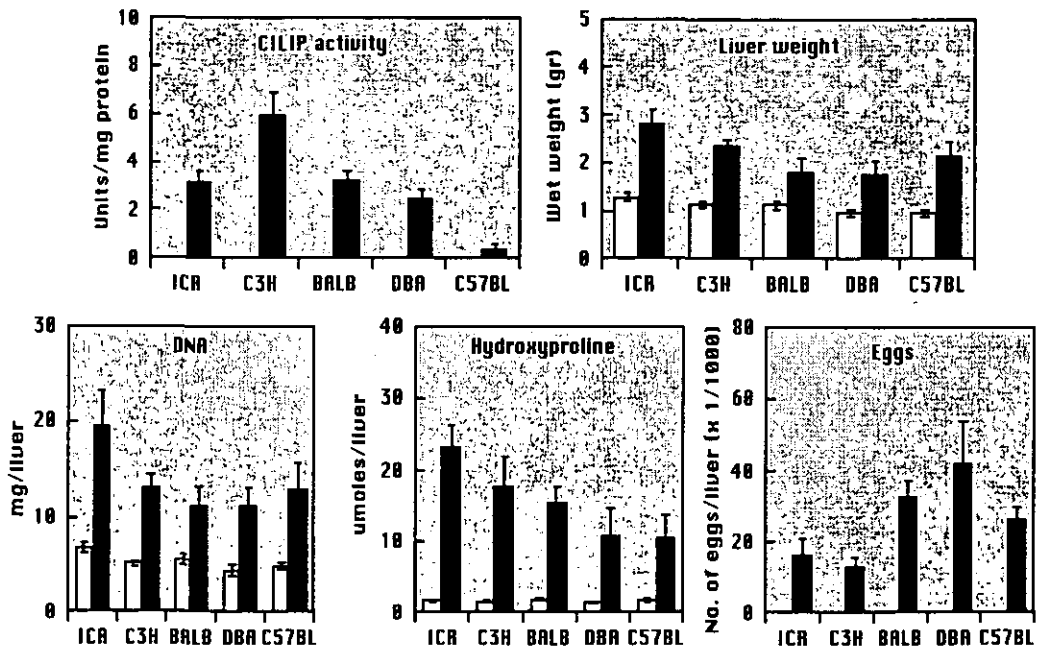 CILIP activity
Units/mg protein
10
8
6
4
2
0
ICR C3H BALB DBA C57BL
Liver weight
Wet weight (gr)
5
4
3
2
1
0
ICR C3H BALB DBA C57BL
DNA
mg/liver
30
20
10
0
ICR C3H BALB DBA C57BL
Hydroxyproline
umoles/liver
40
30
20
10
0
ICR C3H BALB DBA C57BL
Eggs
No. of eggs/liver (x 1/1000)
80
60
40
20
0
ICR C3H BALB DBA C57BL